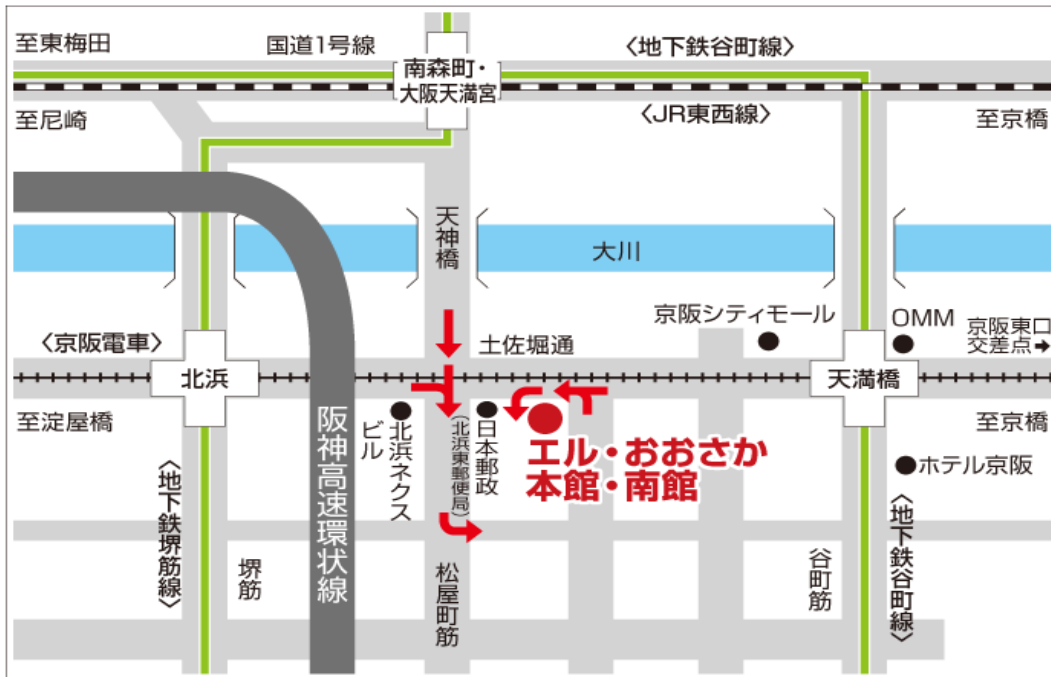 至東梅田
国道1号線
〈地下鉄谷町線〉
南森町・
大阪天満宮
至尼崎
〈JR東西線〉
至京橋
天神橋
大川
京阪シティモール
OMM
京阪東口
交差点➡
〈京阪電車〉
土佐堀通
北浜
天満橋
至淀屋橋
至京橋
阪神高速環状線
北浜ネクス
ビル
(北浜東郵便局)
日本郵政
エル・おおさか
本館・南館
ホテル京阪
〈地下鉄堺筋線〉
堺筋
松屋町筋
谷町筋
〈地下鉄谷町線〉